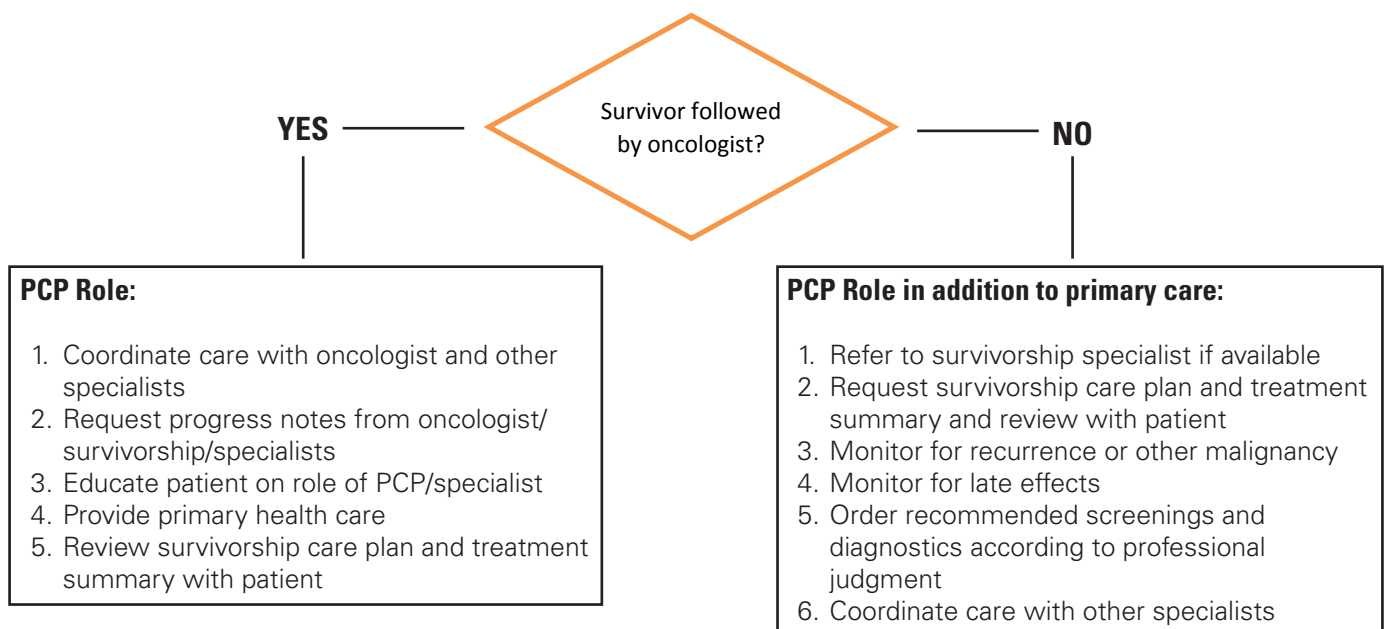 Survivor followed
by oncologist?
YES
NO
PCP Role:
1. Coordinate care with oncologist and other
specialists
2. Request progress notes from oncologist/
survivorship/specialists
3. Educate patient on role of PCP/specialist
4. Provide primary health care
5. Review survivorship care plan and treatment
summary with patient
PCP Role in addition to primary care:
1. Refer to survivorship specialist if available
2. Request survivorship care plan and treatment
summary and review with patient
3. Monitor for recurrence or other malignancy
4. Monitor for late effects
5. Order recommended screenings and
diagnostics according to professional
judgment
6. Coordinate care with other specialists